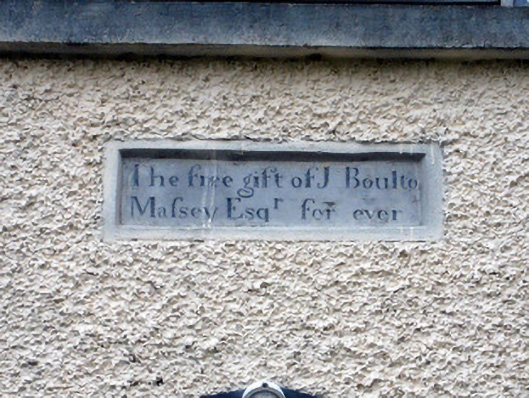 The free gift of J Boulto
Maſsey Esqr for ever